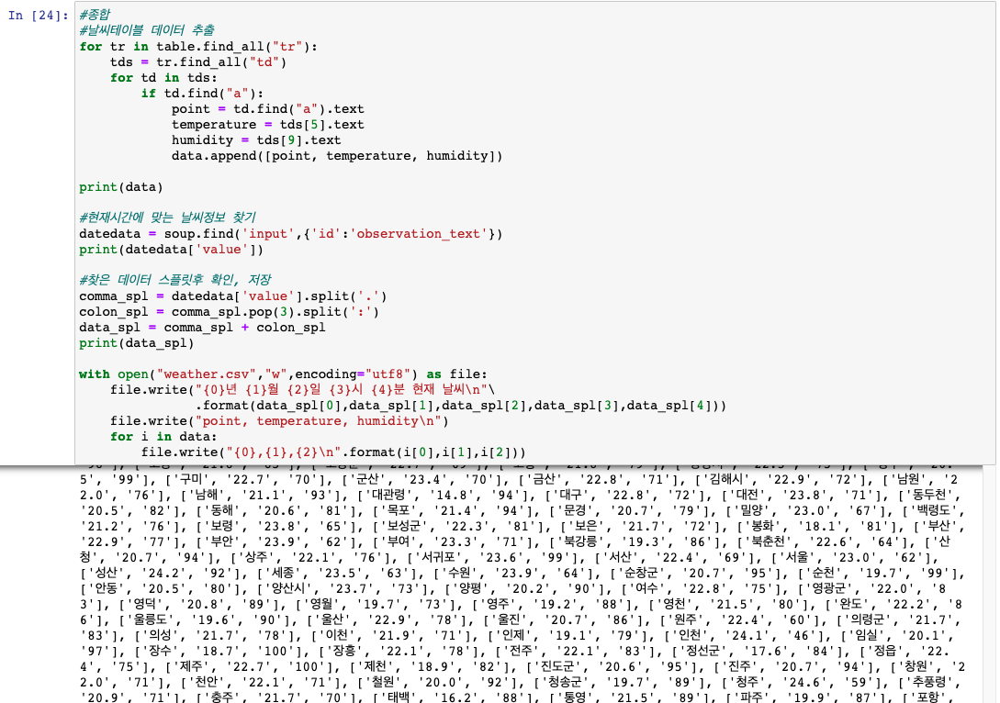 In [24]:
#종합
#날씨테이블 데이터 추출
for tr in table.find_all("tr"):
    tds = tr.find_all("td")
    for td in tds:
        if td.find("a"):
            point = td.find("a").text
            temperature = tds[5].text
            humidity = tds[9].text
            data.append([point, temperature, humidity])
print(data)
#현재시간에 맞는 날씨정보 찾기
datedata = soup.find('input',{'id':'observation_text'})
print(datedata['value'])
#찾은 데이터 스플릿후 확인, 저장
comma_spl = datedata['value'].split('.')
colon_spl = comma_spl.pop(3).split(':')
data_spl = comma_spl + colon_spl
print(data_spl)
with open("weather.csv","w",encoding="utf8") as file:
    file.write("{0}년 {1}월 {2}일 {3}시 {4}분 현재 날씨\n"\
               .format(data_spl[0],data_spl[1],data_spl[2],data_spl[3],data_spl[4]))
    file.write("point, temperature, humidity\n")
    for i in data:
        file.write("{0},{1},{2}\n".format(i[0],i[1],i[2]))
5', '99'], ['구미', '22.7', '70'], ['군산', '23.4', '70'], ['금산', '22.8', '71'], ['김해시', '22.9', '72'], ['남원', '2
2.0', '76'], ['남해', '21.1', '93'], ['대관령', '14.8', '94'], ['대구', '22.8', '72'], ['대전', '23.8', '71'], ['동두천',
'20.5', '82'], ['동해', '20.6', '81'], ['목포', '21.4', '94'], ['문경', '20.7', '79'], ['밀양', '23.0', '67'], ['백령도',
'21.2', '76'], ['보령', '23.8', '65'], ['보성군', '22.3', '81'], ['보은', '21.7', '72'], ['봉화', '18.1', '81'], ['부산',
'22.9', '77'], ['부안', '23.9', '62'], ['부여', '23.3', '71'], ['북강릉', '19.3', '86'], ['북춘천', '22.6', '64'], ['산
청', '20.7', '94'], ['상주', '22.1', '76'], ['서귀포', '23.6', '99'], ['서산', '22.4', '69'], ['서울', '23.0', '62'],
['성산', '24.2', '92'], ['세종', '23.5', '63'], ['수원', '23.9', '64'], ['순창군', '20.7', '95'], ['순천', '19.7', '99'],
['안동', '20.5', '80'], ['양산시', '23.7', '73'], ['양평', '20.2', '90'], ['여수', '22.8', '75'], ['영광군', '22.0', '8
3'], ['영덕', '20.8', '89'], ['영월', '19.7', '73'], ['영주', '19.2', '88'], ['영천', '21.5', '80'], ['완도', '22.2', '8
6'], ['울릉도', '19.6', '90'], ['울산', '22.9', '78'], ['울진', '20.7', '86'], ['원주', '22.4', '60'], ['의령군', '21.7',
'83'], ['의성', '21.7', '78'], ['이천', '21.9', '71'], ['인제', '19.1', '79'], ['인천', '24.1', '46'], ['임실', '20.1',
'97'], ['장수', '18.7', '100'], ['장흥', '22.1', '78'], ['전주', '22.1', '83'], ['정선군', '17.6', '84'], ['정읍', '22.
4', '75'], ['제주', '22.7', '100'], ['제천', '18.9', '82'], ['진도군', '20.6', '95'], ['진주', '20.7', '94'], ['창원', '2
2.0', '71'], ['천안', '22.1', '71'], ['철원', '20.0', '92'], ['청송군', '19.7', '89'], ['청주', '24.6', '59'], ['추풍령',
'20.9', '71'], ['충주', '21.7', '70'], ['태백', '16.2', '88'], ['통영', '21.5', '89'], ['파주', '19.9', '87'], ['포항',